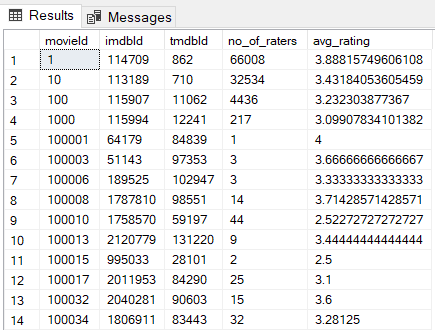 Results Messages
movieId imdbId tmdbId no_of_raters avg_rating
1 1 114709 862 66008 3.88815749606108
2 10 113189 710 32534 3.43184053605459
3 100 115907 11062 4436 3.232303877367
4 1000 115994 12241 217 3.09907834101382
5 100001 64179 84839 1 4
6 100003 51143 97353 3 3.66666666666667
7 100006 189525 102947 3 3.33333333333333
8 100008 1787810 98551 14 3.71428571428571
9 100010 1758570 59197 44 2.52272727272727
10 100013 2120779 131220 9 3.44444444444444
11 100015 995033 28101 2 2.5
12 100017 2011953 84290 25 3.1
13 100032 2040281 90603 15 3.6
14 100034 1806911 83443 32 3.28125